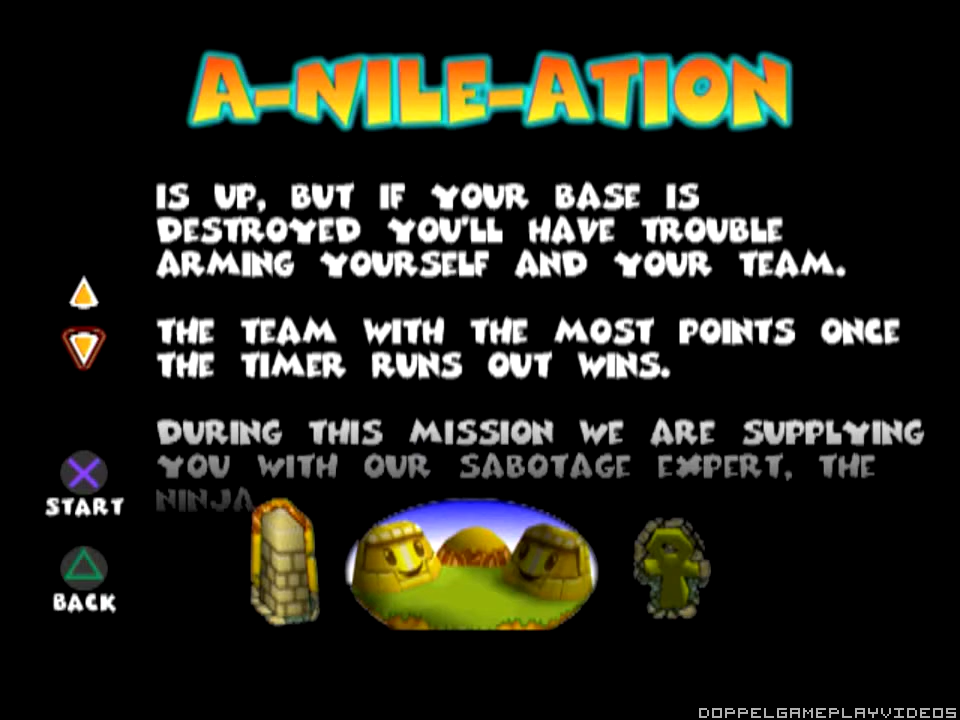 A-NILE-ATION
IS UP, BUT IF YOUR BASE IS
DESTROYED YOU'LL HAVE TROUBLE
ARMING YOURSELF AND YOUR TEAM.
THE TEAM WITH THE MOST POINTS ONCE
THE TIMER RUNS OUT WINS.
DURING THIS MISSION WE ARE SUPPLYING
YOU WITH OUR SABOTAGE EXPERT, THE
NINJA
START
BACK
DOPPELGAMEPLAYVIDEOS